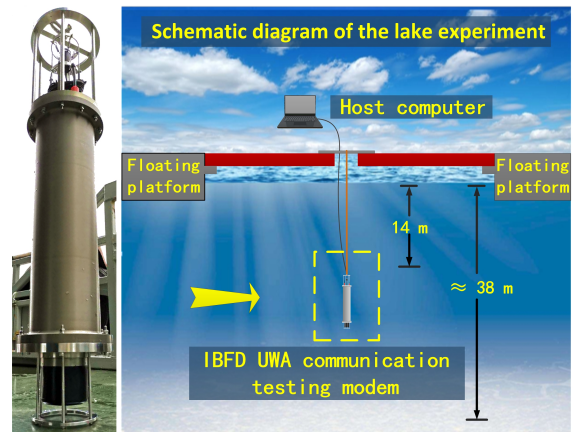 Schematic diagram of the lake experiment
Host computer
Floating
platform
Floating
platform
14 m
≈ 38 m
IBFD UWA communication
testing modem